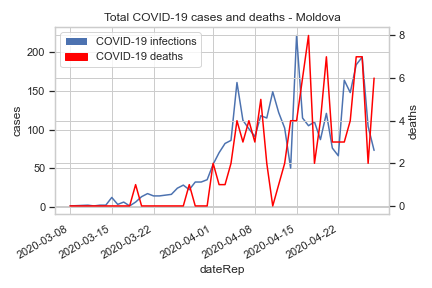 Total COVID-19 cases and deaths - Moldova
COVID-19 infections
COVID-19 deaths
200
150
100
50
0
cases
8
6
4
2
0
deaths
2020-03-08
2020-03-15
2020-03-22
2020-04-01
2020-04-08
2020-04-15
2020-04-22
dateRep